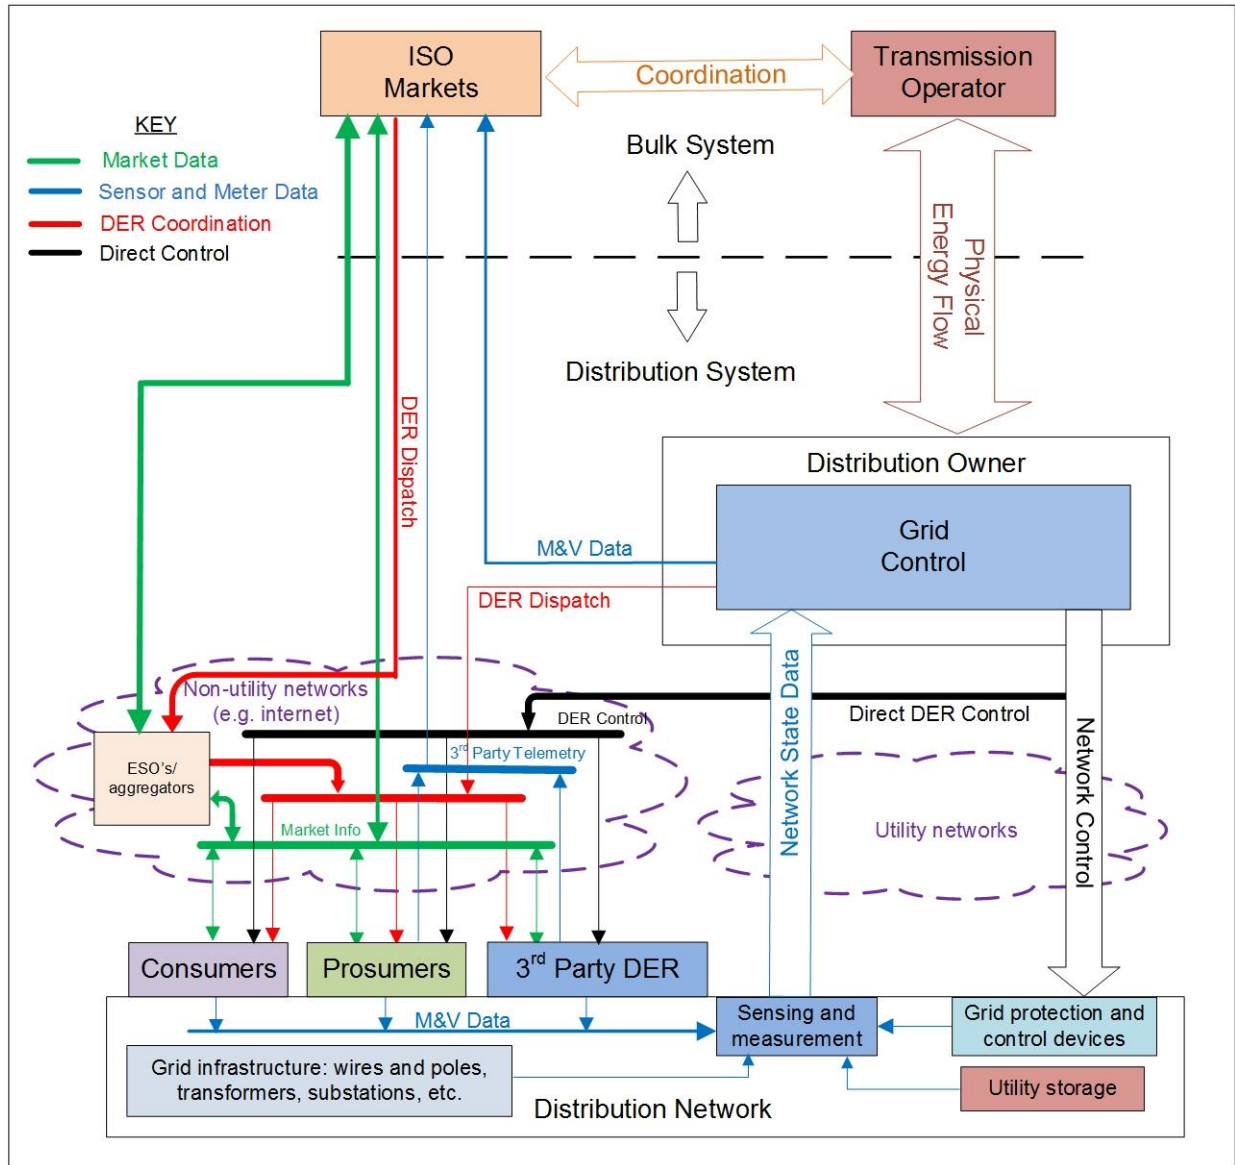 ISO
Markets
Coordination
Transmission
Operator
KEY
Market Data
Sensor and Meter Data
DER Coordination
Direct Control
Bulk System
Physical
Energy Flow
Distribution System
DER Dispatch
Distribution Owner
Grid
Control
M&V Data
DER Dispatch
Non-utility networks
(e.g. internet)
DER Control
Direct DER Control
Network State Data
Network Control
3rd Party Telemetry
ESO's/
aggregators
Market Info
Utility networks
Consumers
Prosumers
3rd Party DER
M&V Data
Sensing and
measurement
Grid protection and
control devices
Grid infrastructure: wires and poles,
transformers, substations, etc.
Utility storage
Distribution Network